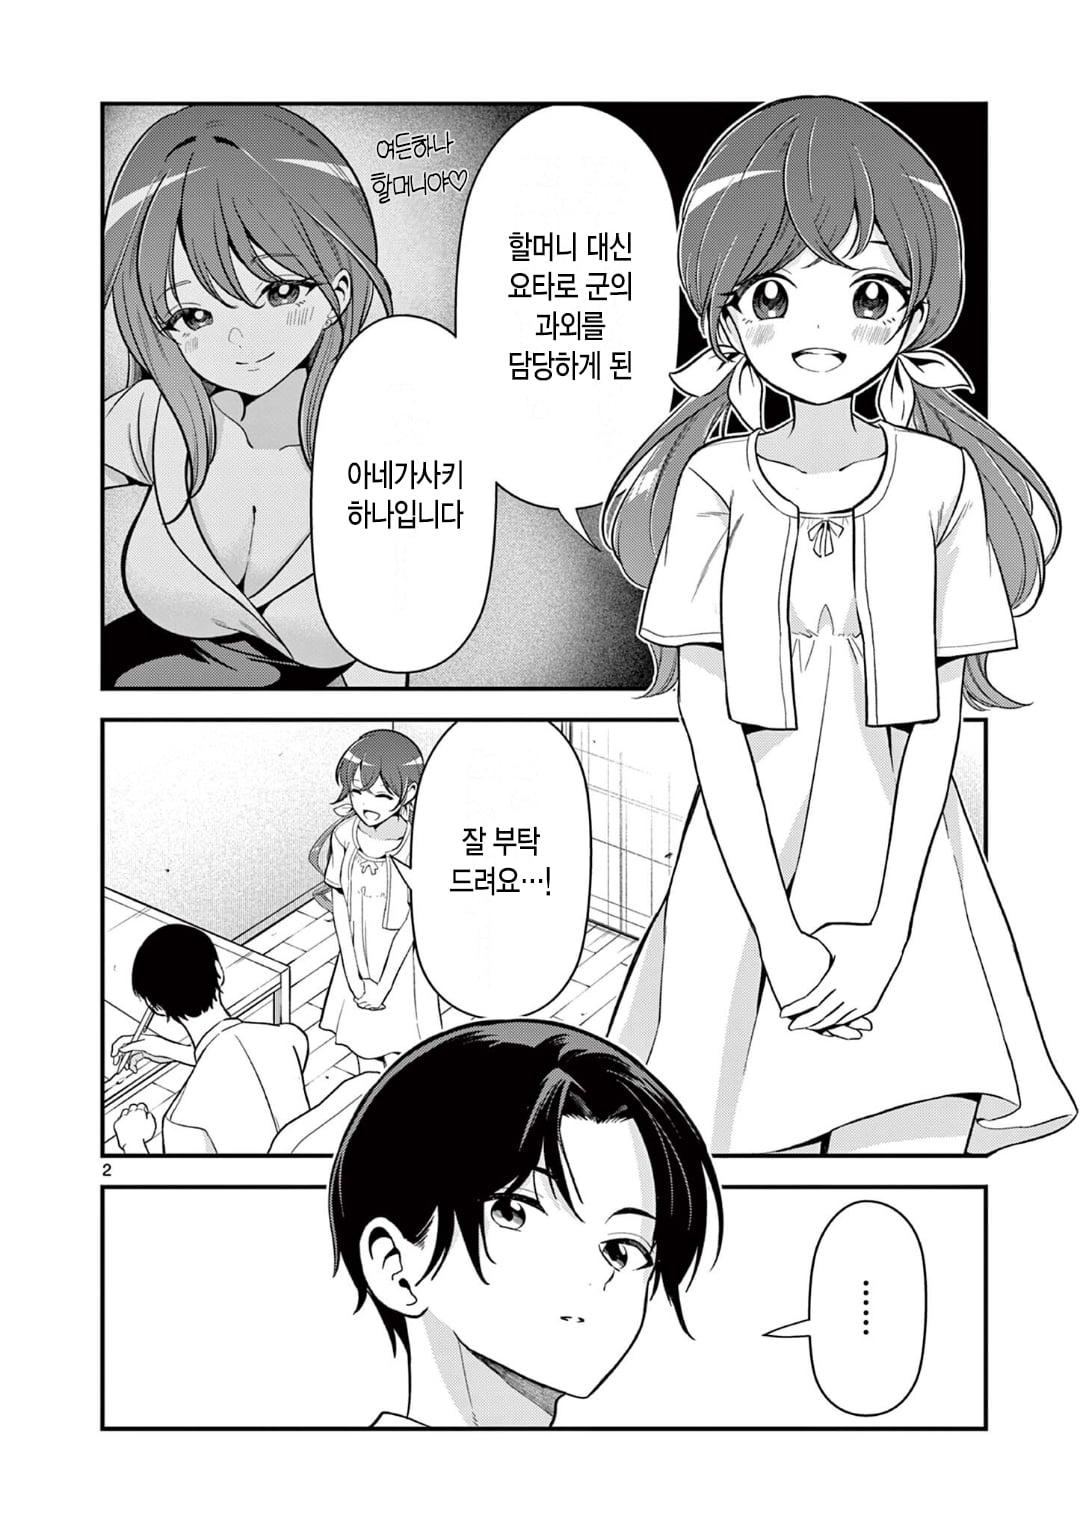 할머니 대신
요타로 군의
과외를
담당하게 된
아네가사키
하나입니다
여든하나
할머니야♡
잘 부탁
드려요…!
2
……